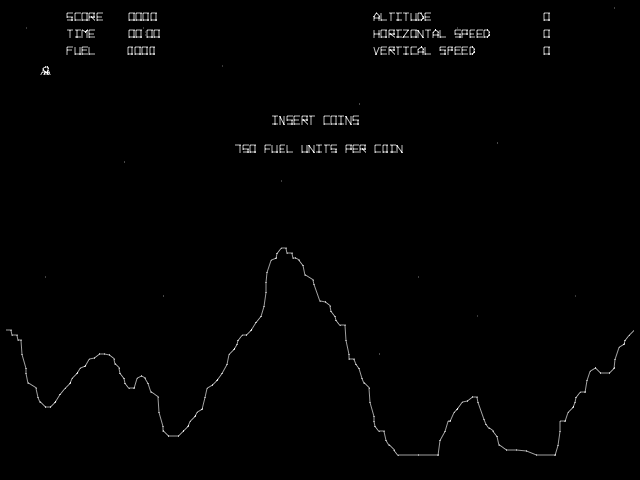 SCORE 0000
TIME 00 00
FUEL 0000
ALTITUDE 0
HORIZONTAL SPEED 0
VERTICAL SPEED 0
INSERT COINS
750 FUEL UNITS PER COIN